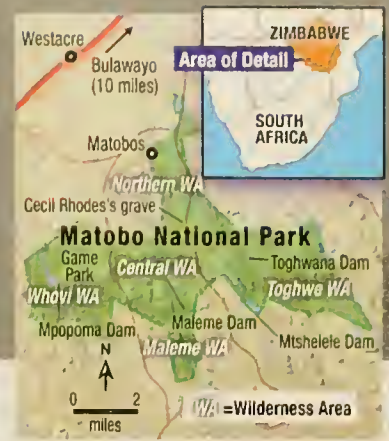 Westacre
Bulawayo
(10 miles)
ZIMBABWE
Area of Detail
SOUTH
AFRICA
Matobos
Northern WA
Cecil Rhodes's grave
Matobo National Park
Game
Park
Central WA
Toghwana Dam
Whovi WA
Toghwe WA
Mpopoma Dam
Maleme Dam
Mtshelele Dam
Maleme WA
N
0 2
miles
WA =Wilderness Area